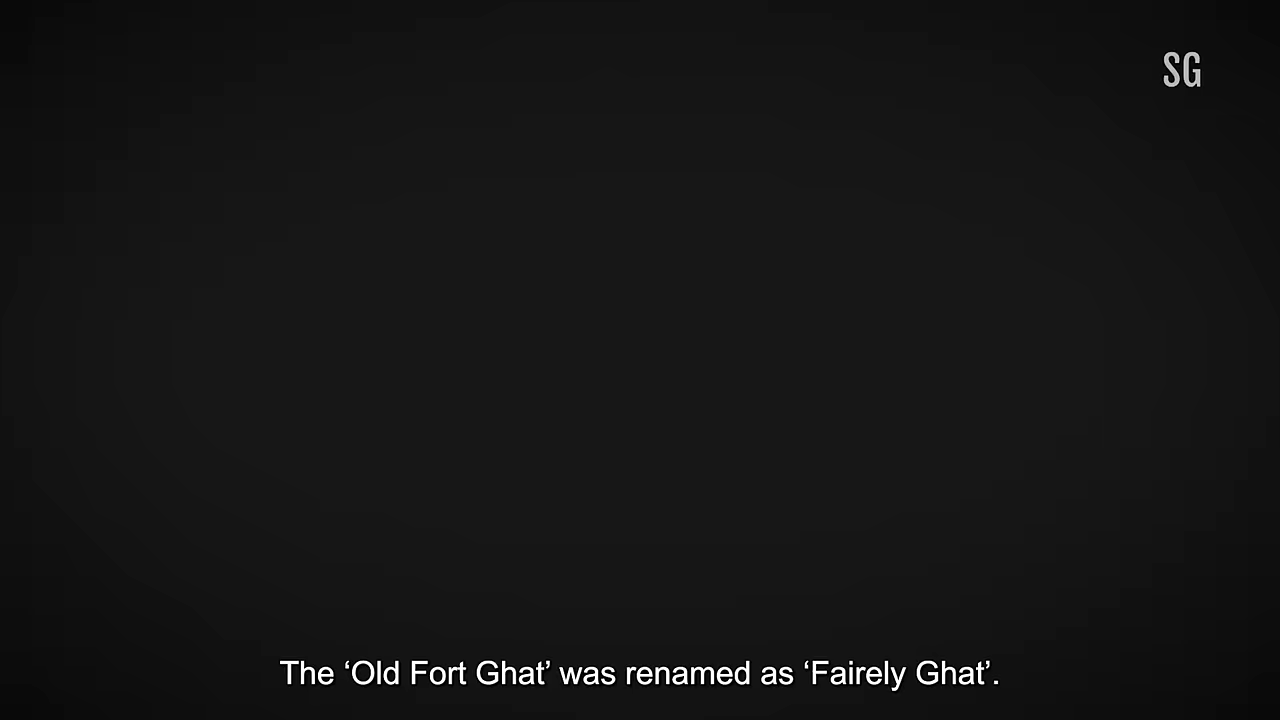 SG
The ‘Old Fort Ghat’ was renamed as ‘Fairely Ghat’.